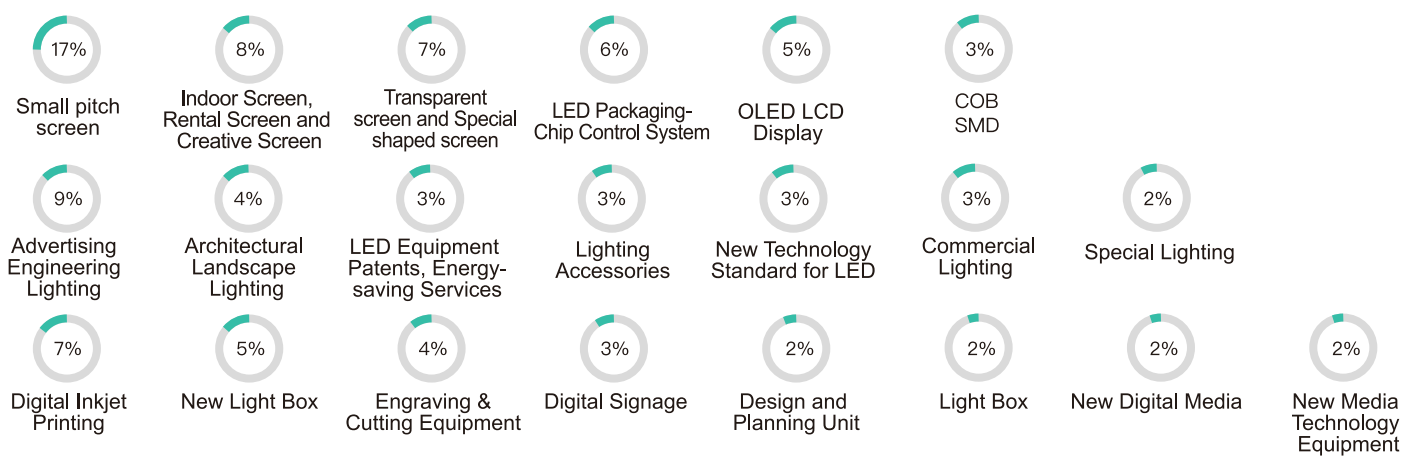 17%
Small pitch
screen
8%
Indoor Screen,
Rental Screen and
Creative Screen
7%
Transparent
screen and Special
shaped screen
6%
LED Packaging-
Chip Control System
5%
OLED LCD
Display
3%
COB
SMD
9%
Advertising
Engineering
Lighting
4%
Architectural
Landscape
Lighting
3%
LED Equipment
Patents, Energy-
saving Services
3%
Lighting
Accessories
3%
New Technology
Standard for LED
3%
Commercial
Lighting
2%
Special Lighting
7%
Digital Inkjet
Printing
5%
New Light Box
4%
Engraving &
Cutting Equipment
3%
Digital Signage
2%
Design and
Planning Unit
2%
Light Box
2%
New Digital Media
2%
New Media
Technology
Equipment